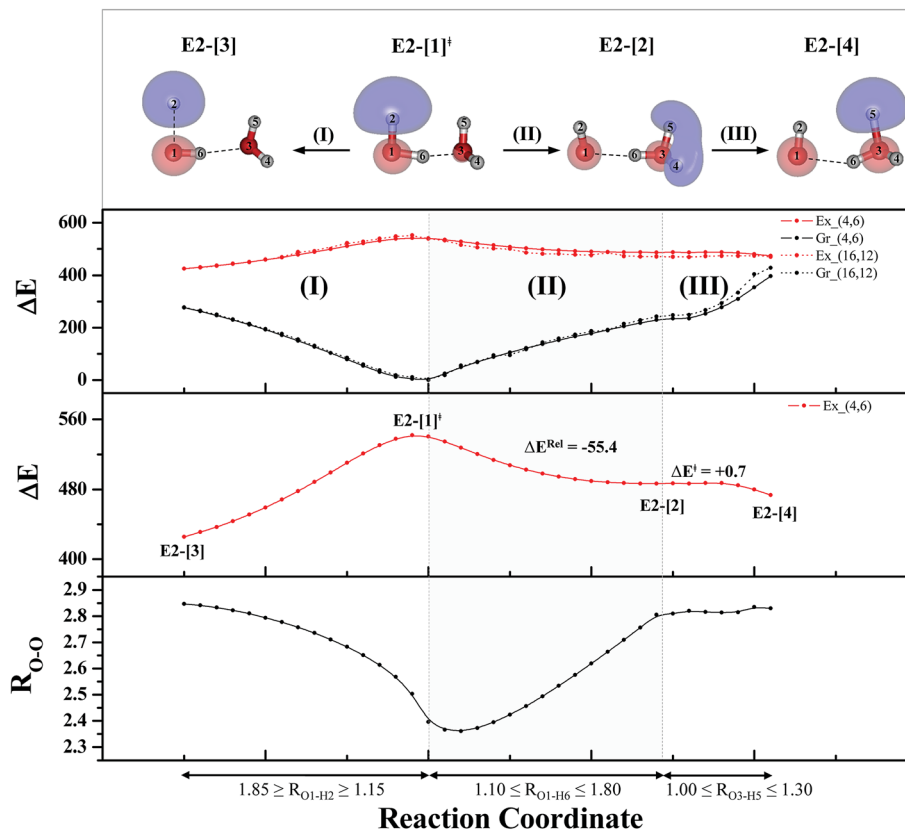 E2-[3] E2-[1]‡ E2-[2] E2-[4]
2 1 6 5 3 4
2 1 6 5 3 4
2 1 6 5 3 4
2 1 6 5 3 4
(I) (II) (III)
ΔE
600
400
200
0
(I) (II) (III)
Ex_(4,6)
Gr_(4,6)
Ex_(16,12)
Gr_(16,12)
ΔE
560
480
400
E2-[1]‡
ΔE^Rel = -55.4
ΔE‡ = +0.7
E2-[2]
E2-[3]
E2-[4]
Ex_(4,6)
R_O-O
2.9
2.8
2.7
2.6
2.5
2.4
2.3
1.85 ≥ R_O1-H2 ≥ 1.15 1.10 ≤ R_O1-H6 ≤ 1.80 1.00 ≤ R_O3-H5 ≤ 1.30
Reaction Coordinate